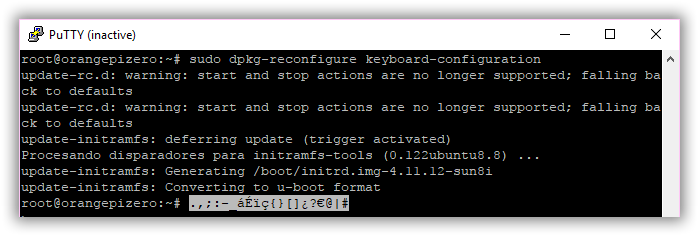 PuTTY (inactive)
root@orangepizero:~# sudo dpkg-reconfigure keyboard-configuration
update-rc.d: warning: start and stop actions are no longer supported; falling ba
ck to defaults
update-rc.d: warning: start and stop actions are no longer supported; falling ba
ck to defaults
update-initramfs: deferring update (trigger activated)
Procesando disparadores para initramfs-tools (0.122ubuntu8.8) ...
update-initramfs: Generating /boot/initrd.img-4.11.12-sun8i
update-initramfs: Converting to u-boot format
root@orangepizero:~# .,;:-_áÉïç{}[]¿?€@|#